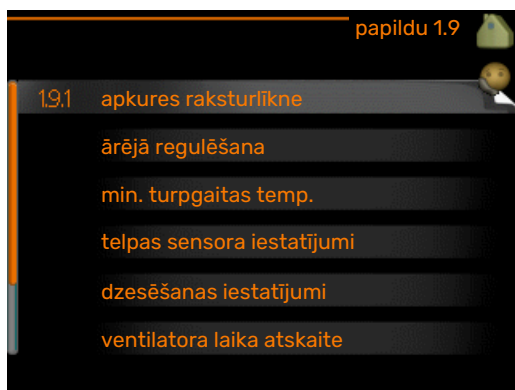 papildu 1.9
1.9.1 apkures raksturlīkne
ārējā regulēšana
min. turpgaitas temp.
telpas sensora iestatījumi
dzesēšanas iestatījumi
ventilatora laika atskaite